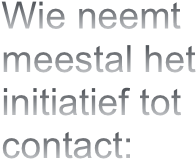 Wie neemt
meestal het
initiatief tot
contact: